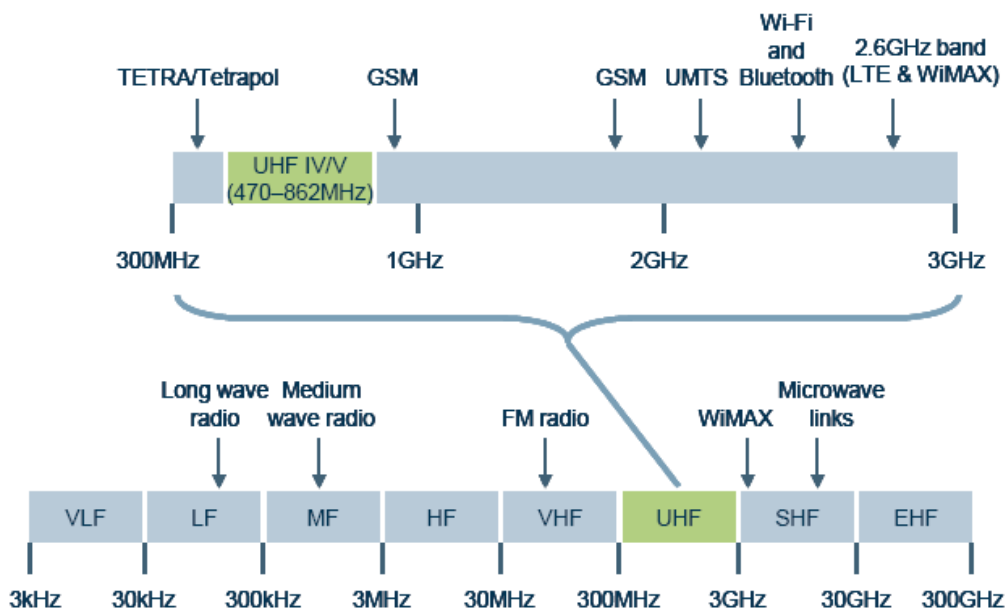 Wi-Fi
and
Bluetooth
2.6GHz band
(LTE & WiMAX)
TETRA/Tetrapol
GSM
GSM
UMTS
UHF IV/V
(470–862MHz)
300MHz
1GHz
2GHz
3GHz
Long wave
radio
Medium
wave radio
FM radio
WiMAX
Microwave
links
VLF
LF
MF
HF
VHF
UHF
SHF
EHF
3kHz
30kHz
300kHz
3MHz
30MHz
300MHz
3GHz
30GHz
300GHz